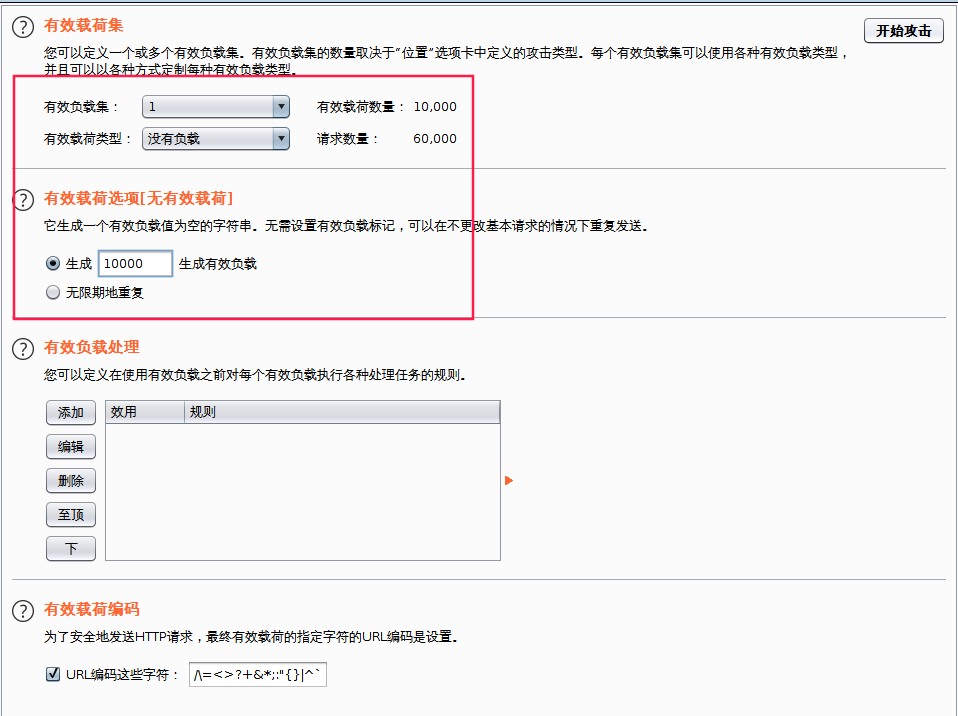 有效载荷集
开始攻击
您可以定义一个或多个有效负载集。有效负载集的数量取决于“位置”选项卡中定义的攻击类型。每个有效负载集可以使用各种有效负载类型，
并且可以以各种方式定制每种有效负载类型。
有效负载集： 1 有效载荷数量： 10,000
有效载荷类型： 没有负载 请求数量： 60,000
有效载荷选项[无有效载荷]
它生成一个有效负载值为空的字符串。无需设置有效负载标记，可以在不更改基本请求的情况下重复发送。
生成 10000 生成有效负载
无限期地重复
有效负载处理
您可以定义在使用有效负载之前对每个有效负载执行各种处理任务的规则。
添加 效用 规则
编辑
删除
至顶
下
有效载荷编码
为了安全地发送HTTP请求，最终有效载荷的指定字符的URL编码是设置。
URL编码这些字符： /\=<>?+&*;:"{}|^`